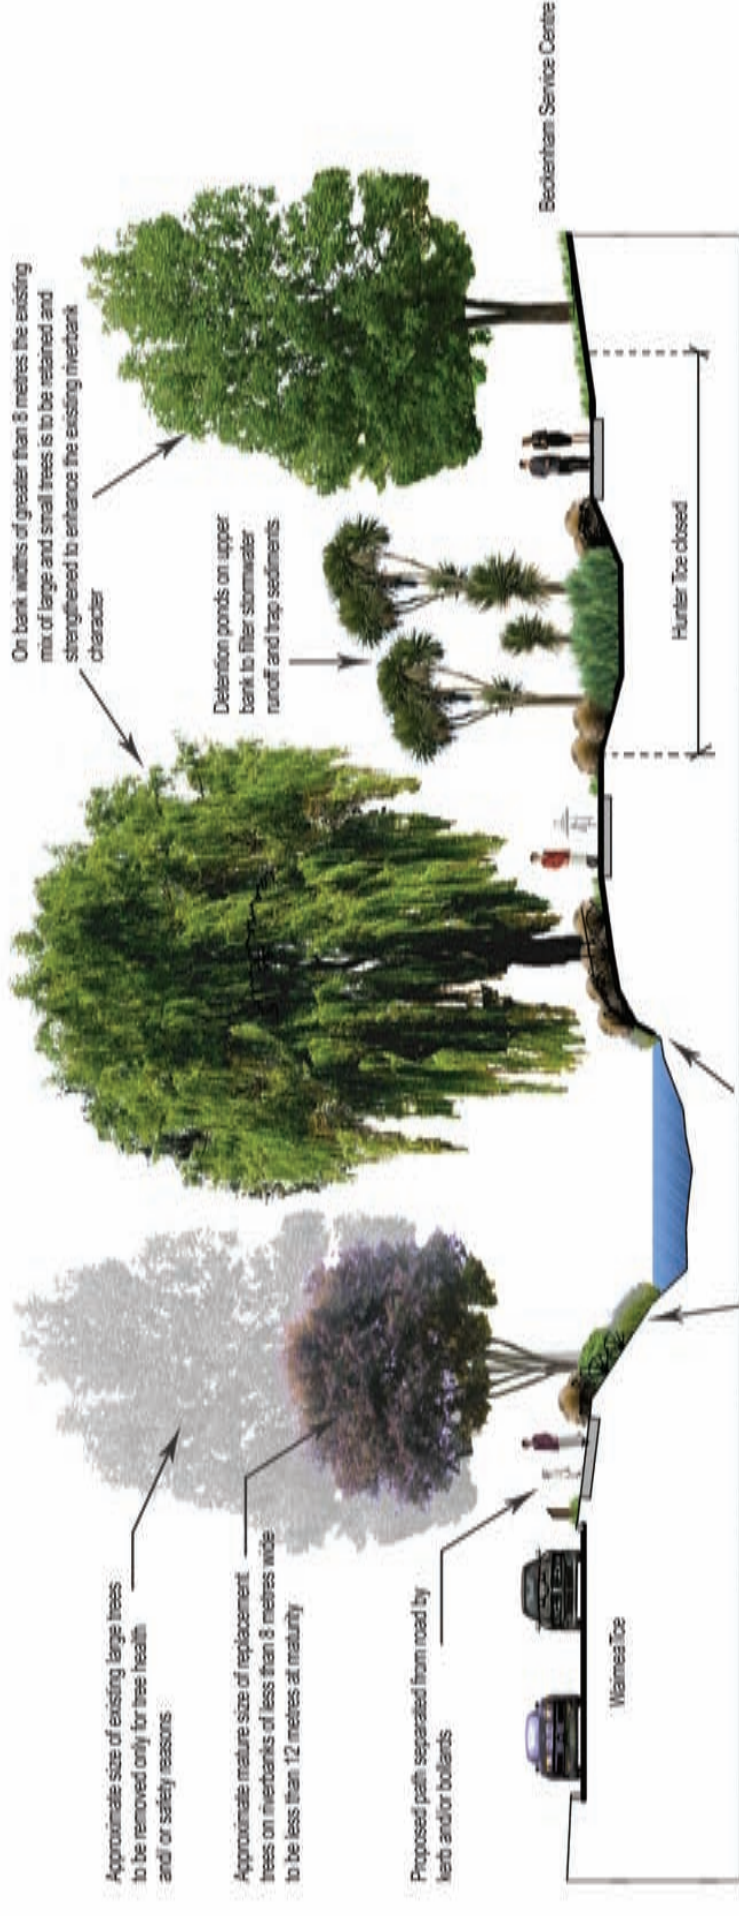 Approximate size of existing large trees
to be removed only for tree health
and/ or safety reasons
Approximate mature size of replacement
trees on riverbanks of less than 8 metres wide
to be less than 12 metres at maturity
Proposed path separated from road by
kerb and/or bollards
Waimea Tce
On bank widths of greater than 8 metres the existing
mix of large and small trees is to be retained and
strengthened to enhance the existing riverbank
character
Detention ponds on upper
bank to filter stormwater
runoff and trap sediments
Hunter Tce closed
Beckenham Service Centre